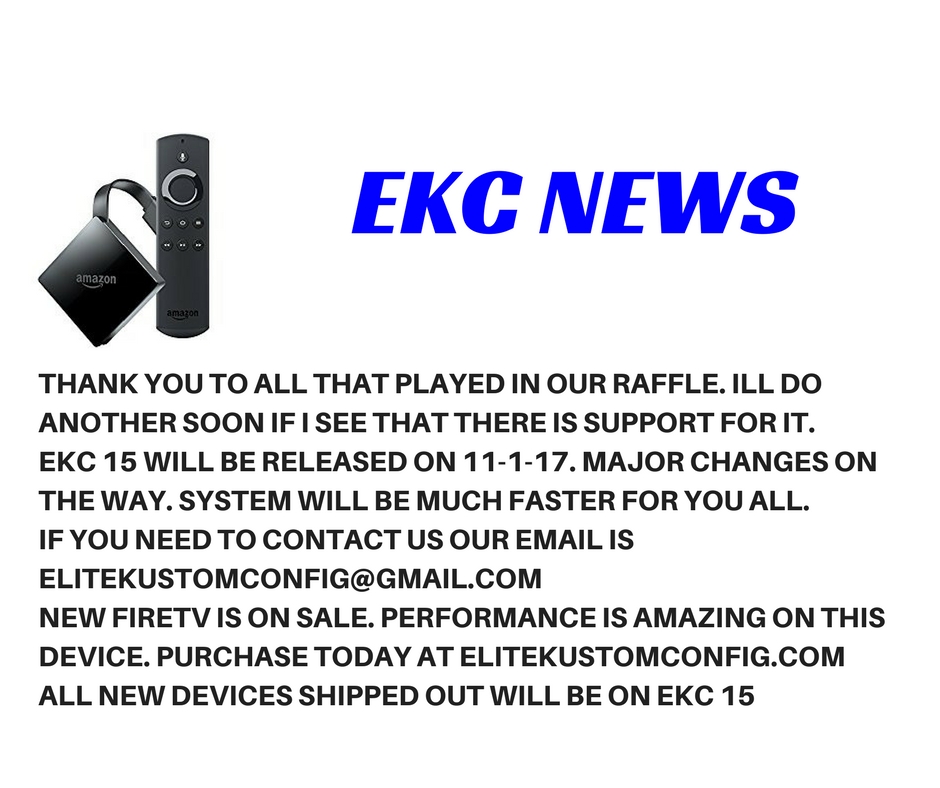 EKC NEWS
amazon
amazon
THANK YOU TO ALL THAT PLAYED IN OUR RAFFLE. ILL DO
ANOTHER SOON IF I SEE THAT THERE IS SUPPORT FOR IT.
EKC 15 WILL BE RELEASED ON 11-1-17. MAJOR CHANGES ON
THE WAY. SYSTEM WILL BE MUCH FASTER FOR YOU ALL.
IF YOU NEED TO CONTACT US OUR EMAIL IS
ELITEKUSTOMCONFIG@GMAIL.COM
NEW FIRETV IS ON SALE. PERFORMANCE IS AMAZING ON THIS
DEVICE. PURCHASE TODAY AT ELITEKUSTOMCONFIG.COM
ALL NEW DEVICES SHIPPED OUT WILL BE ON EKC 15